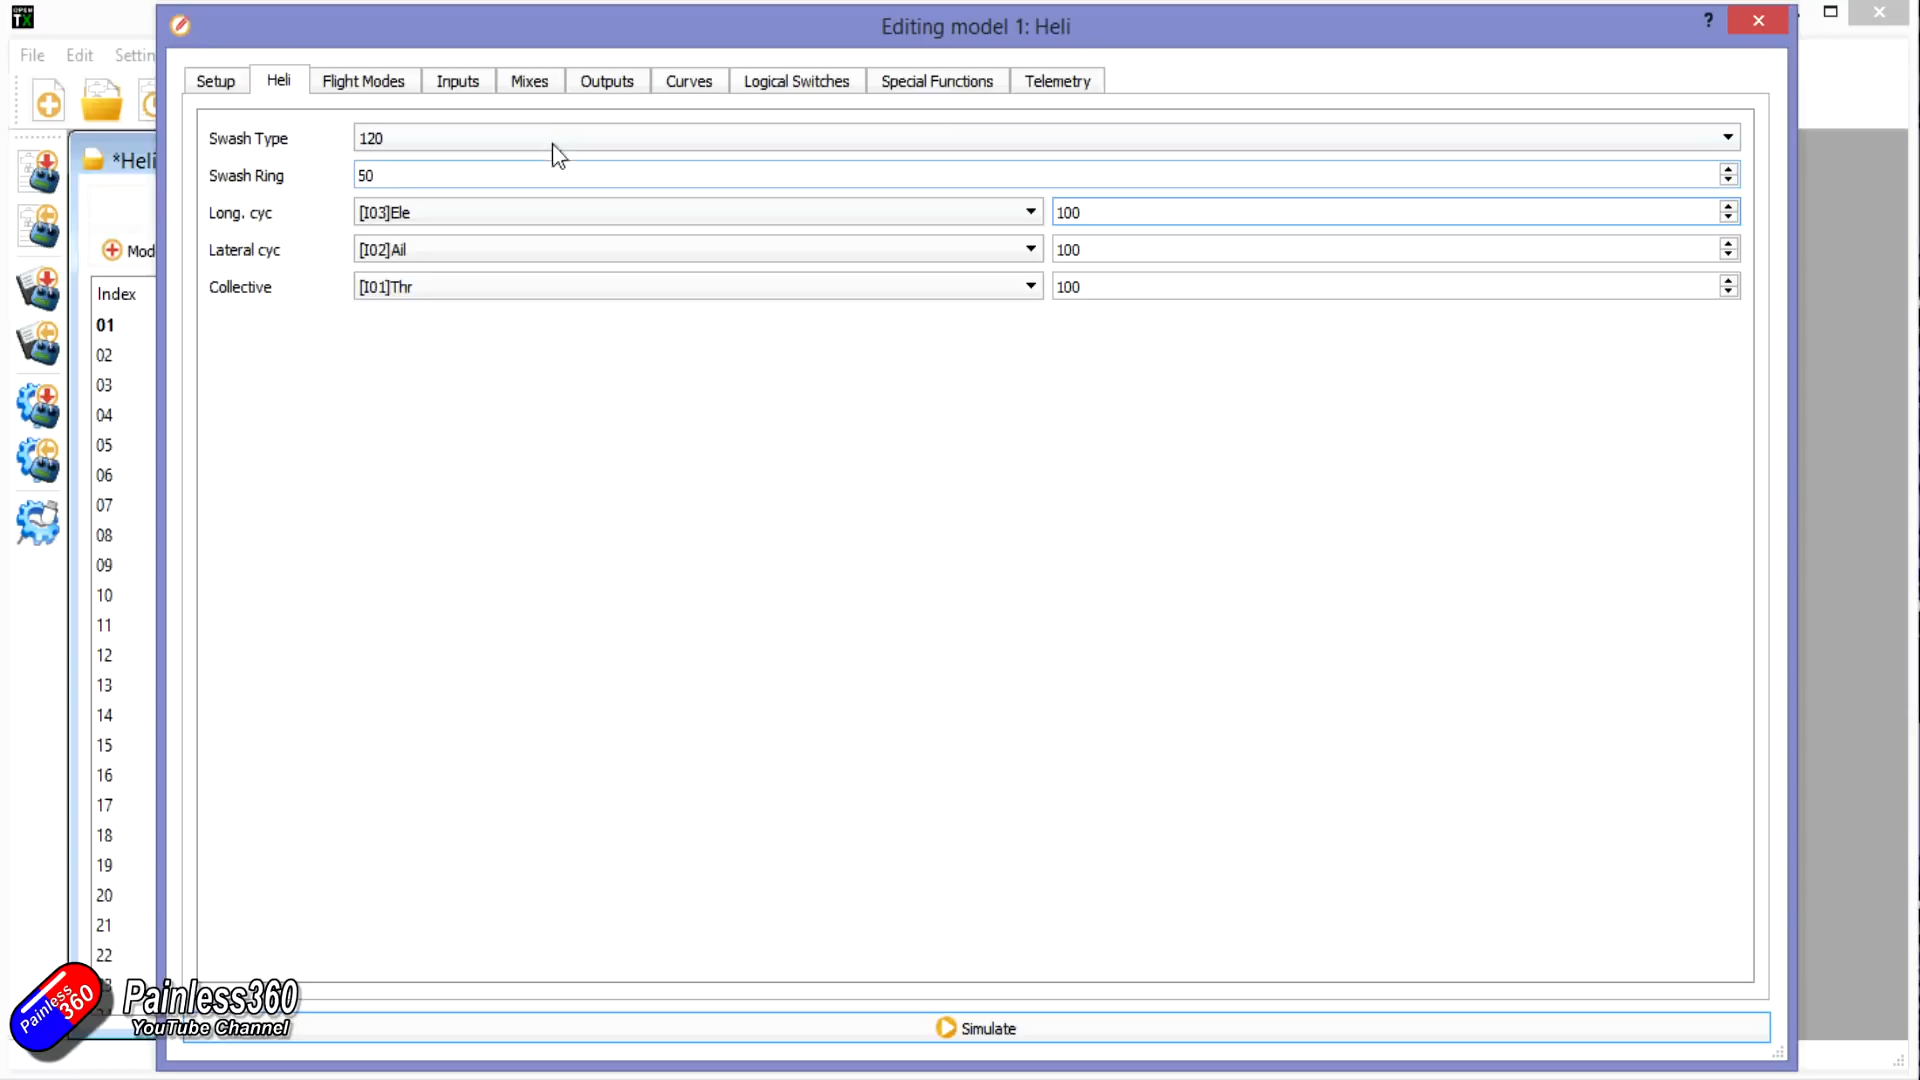 OPEN
TX
Editing model 1: Heli
?
File Edit Settin
Setup Heli Flight Modes Inputs Mixes Outputs Curves Logical Switches Special Functions Telemetry
*Heli
Swash Type 120
Swash Ring 50
Long. cyc [I03]Ele 100
Lateral cyc [I02]Ail 100
Collective [I01]Thr 100
Mod
Index
01
02
03
04
05
06
07
08
09
10
11
12
13
14
15
16
17
18
19
20
21
22
Painless
360
Painless360
YouTube Channel
Simulate